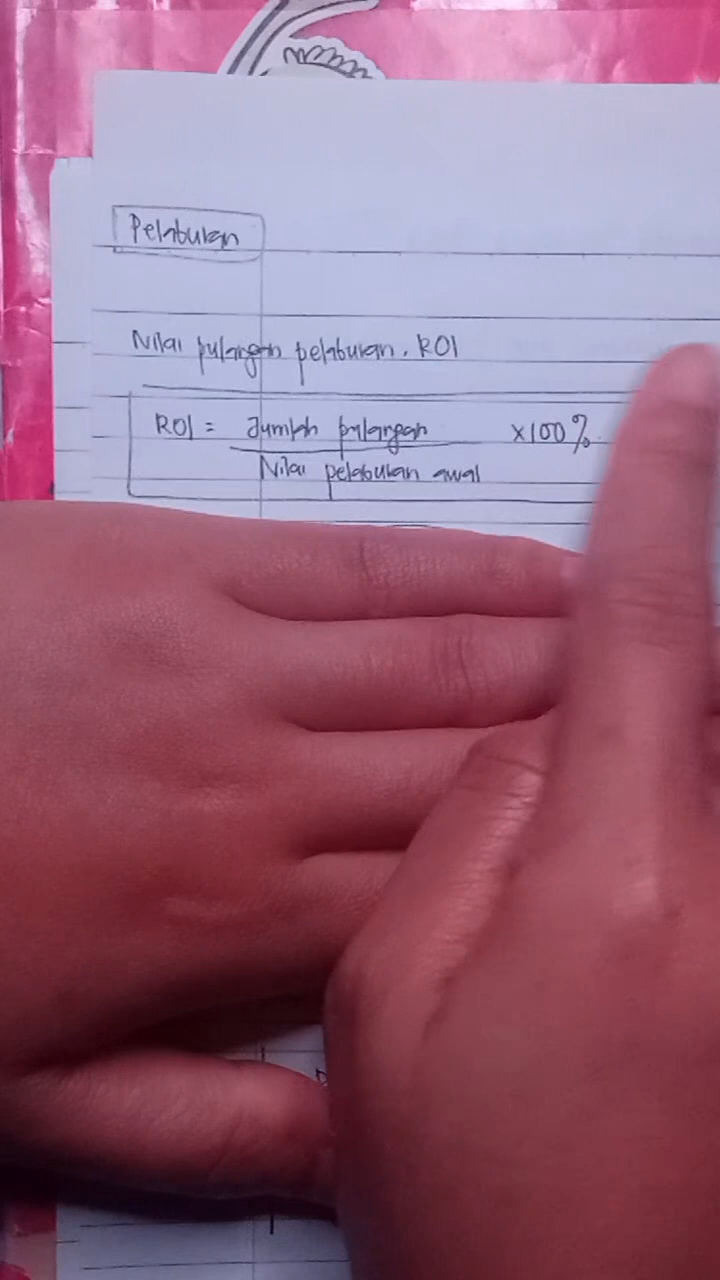 Pelaburan
Nilai pulangan pelaburan. ROI
ROI = Jumlah pulangan x100%
Nilai pelaburan awal